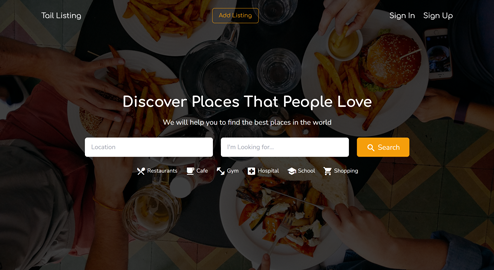 Tail Listing Add Listing Sign In Sign Up
Discover Places That People Love
We will help you to find the best places in the world
Location I'm Looking for... Search
Restaurants Cafe Gym Hospital School Shopping